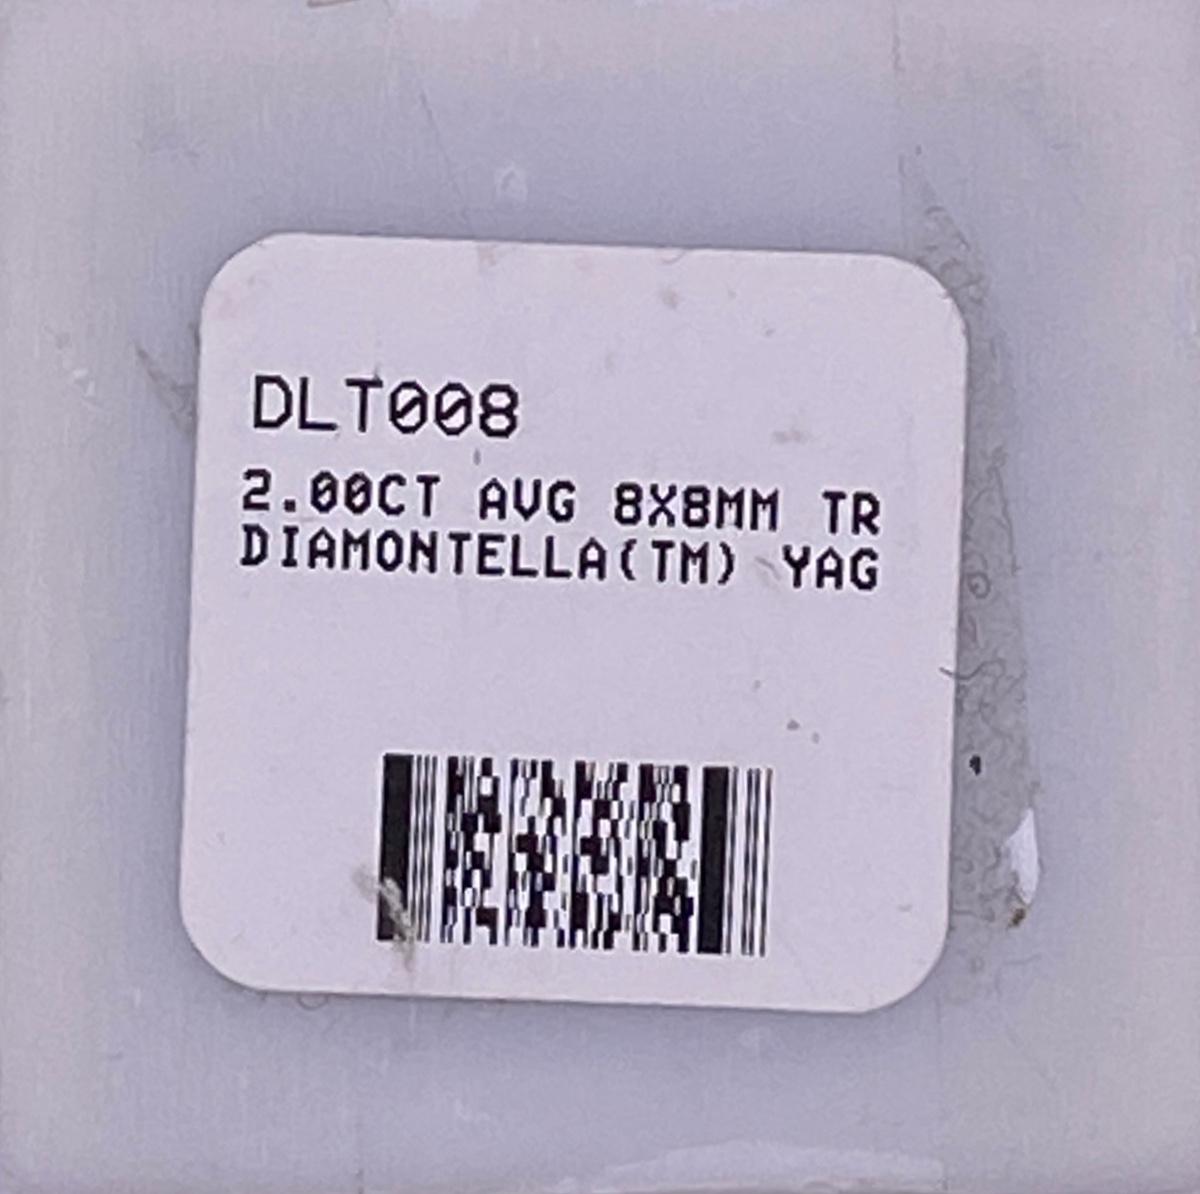 DLT008
2.00CT AVG 8X8MM TR
DIAMONTELLA(TM) YAG